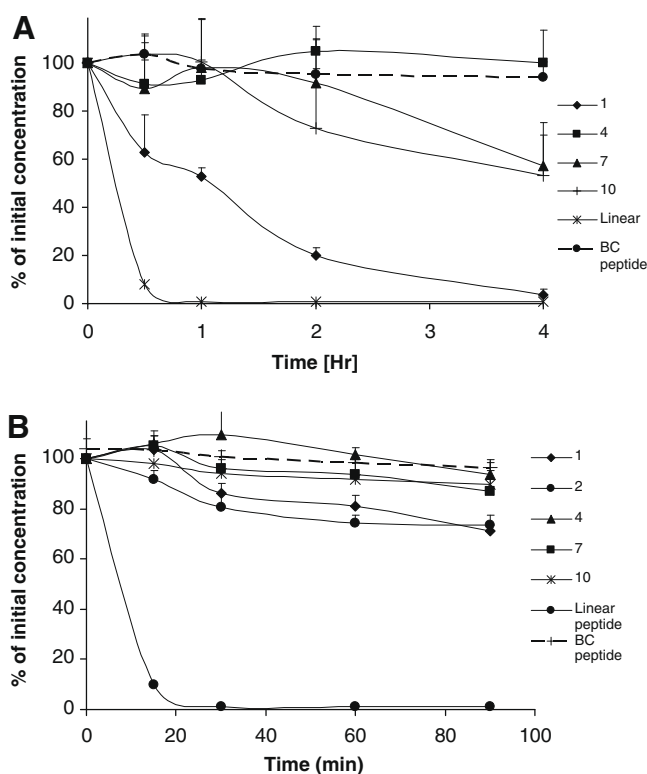 A
% of initial concentration
100
80
60
40
20
0
0 1 2 3 4
Time [Hr]
1
4
7
10
Linear
BC
peptide
B
% of initial concentration
100
80
60
40
20
0
0 20 40 60 80 100
Time (min)
1
2
4
7
10
Linear
peptide
BC
peptide